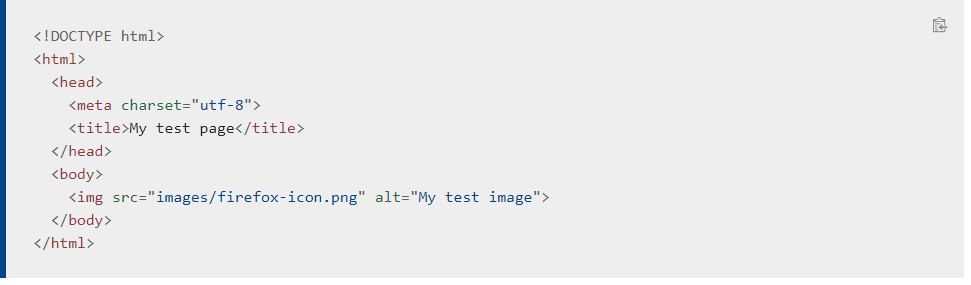 <!DOCTYPE html>
<html>
  <head>
    <meta charset="utf-8">
    <title>My test page</title>
  </head>
  <body>
    <img src="images/firefox-icon.png" alt="My test image">
  </body>
</html>